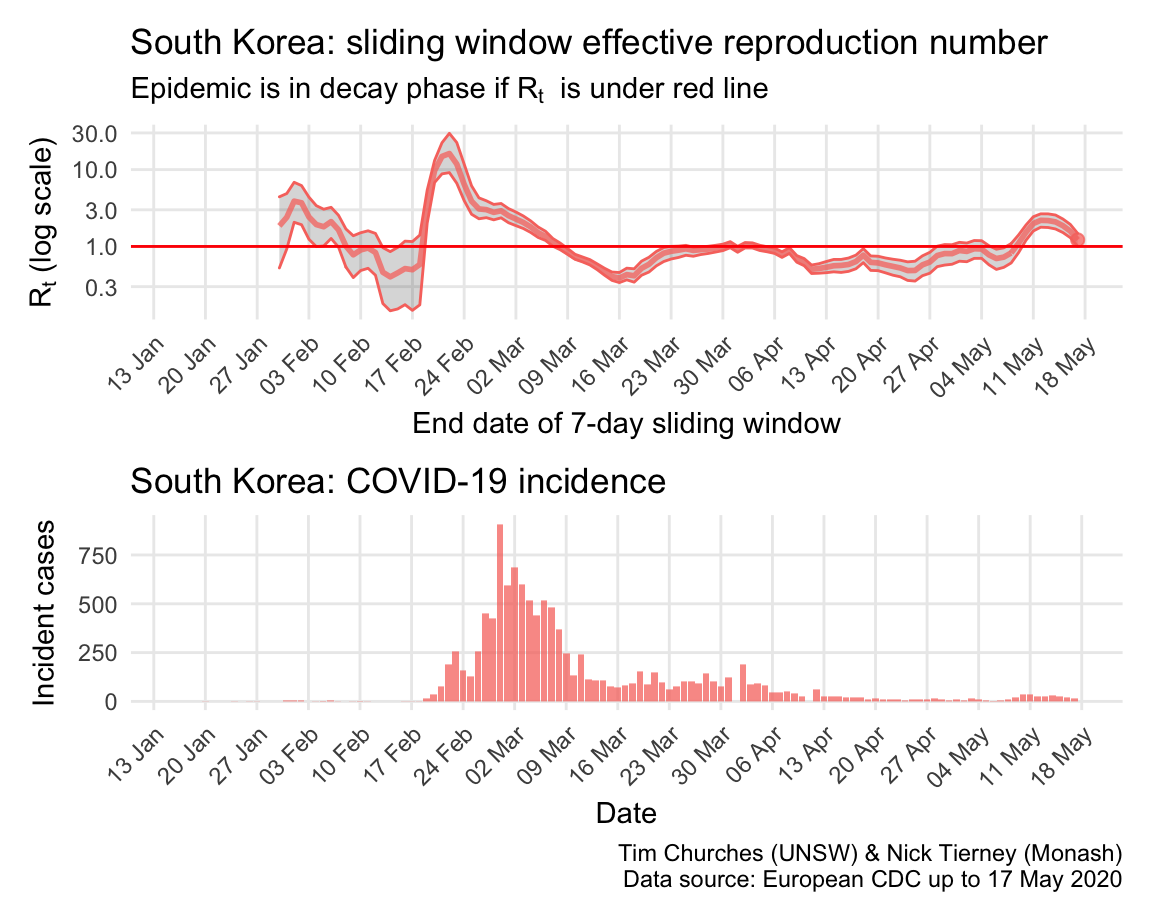 South Korea: sliding window effective reproduction number
Epidemic is in decay phase if Rt is under red line
Rt (log scale)
30.0
10.0
3.0
1.0
0.3
13 Jan
20 Jan
27 Jan
03 Feb
10 Feb
17 Feb
24 Feb
02 Mar
09 Mar
16 Mar
23 Mar
30 Mar
06 Apr
13 Apr
20 Apr
27 Apr
04 May
11 May
18 May
End date of 7-day sliding window
South Korea: COVID-19 incidence
Incident cases
750
500
250
0
13 Jan
20 Jan
27 Jan
03 Feb
10 Feb
17 Feb
24 Feb
02 Mar
09 Mar
16 Mar
23 Mar
30 Mar
06 Apr
13 Apr
20 Apr
27 Apr
04 May
11 May
18 May
Date
Tim Churches (UNSW) & Nick Tierney (Monash)
Data source: European CDC up to 17 May 2020